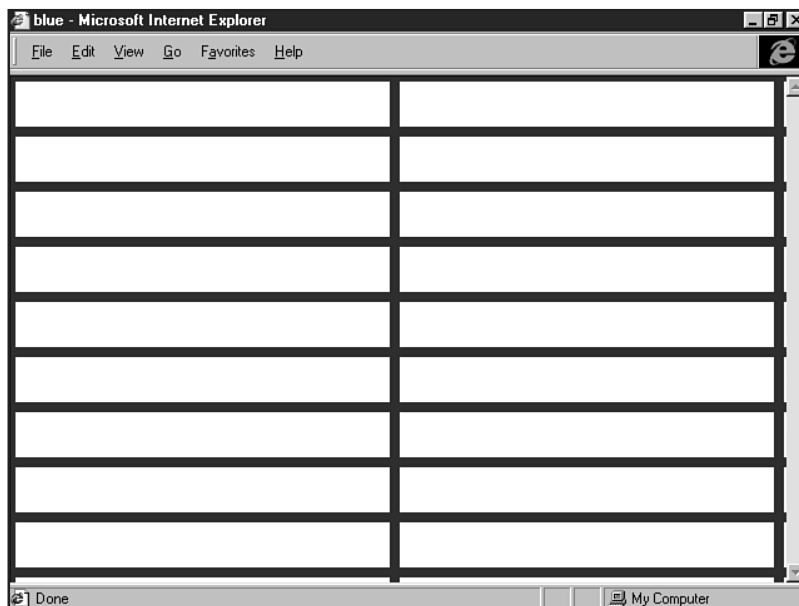 blue - Microsoft Internet Explorer
File Edit View Go Favorites Help
Done My Computer